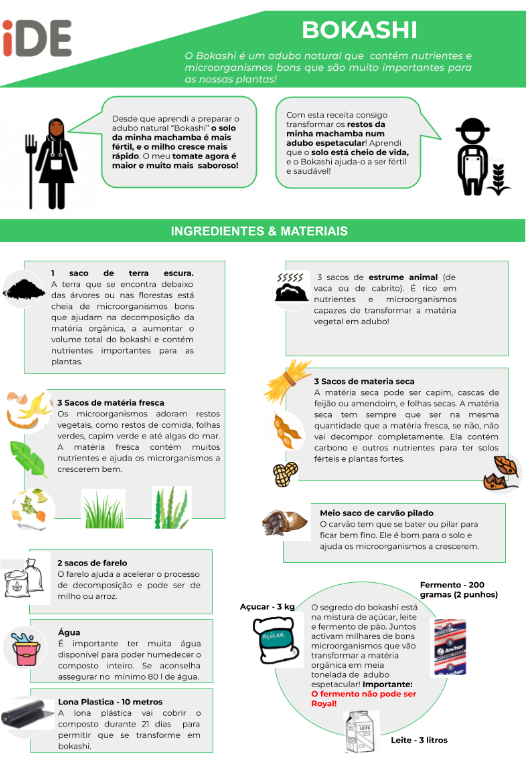 iDE
BOKASHI
O Bokashi é um adubo natural que contém nutrientes e
microorganismos bons que são muito importantes para
as nossas plantas!
Desde que aprendi a preparar o
adubo natural "Bokashi" o solo
da minha machamba é mais
fértil, e o milho cresce mais
rápido. O meu tomate agora é
maior e muito mais saboroso!
Com esta receita consigo
transformar os restos da
minha machamba num
adubo espetacular! Aprendi
que o solo está cheio de vida,
e o Bokashi ajuda-o a ser fértil
e saudável!
INGREDIENTES & MATERIAIS
1 saco de terra escura.
A terra que se encontra debaixo
das árvores ou nas florestas está
cheia de microorganismos bons
que ajudam na decomposição da
matéria orgânica, a aumentar o
volume total do bokashi e contém
nutrientes importantes para as
plantas.
3 sacos de estrume animal (de
vaca ou de cabrito). É rico em
nutrientes e microorganismos
capazes de transformar a matéria
vegetal em adubo!
3 Sacos de matéria fresca
Os microorganismos adoram restos
vegetais, como restos de comida, folhas
verdes, capim verde e até algas do mar.
A matéria fresca contém muitos
nutrientes e ajuda os microrganismos a
crescerem bem.
3 Sacos de materia seca
A matéria seca pode ser capim, cascas de
feijão ou amendoim, e folhas secas. A matéria
seca tem sempre que ser na mesma
quantidade que a matéria fresca, se não, não
vai decompor completamente. Ela contém
carbono e outros nutrientes para ter solos
férteis e plantas fortes.
Meio saco de carvão pilado
O carvão tem que se bater ou pilar para
ficar bem fino. Ele é bom para o solo e
ajuda os microorganismos a crescerem.
2 sacos de farelo
O farelo ajuda a acelerar o processo
de decomposição e pode ser de
milho ou arroz.
Água
É importante ter muita água
disponível para poder humedecer o
composto inteiro. Se aconselha
assegurar no mínimo 80 l de água.
Lona Plastica - 10 metros
A lona plástica vai cobrir o
composto durante 21 dias para
permitir que se transforme em
bokashi.
Fermento - 200
gramas (2 punhos)
Açucar - 3 kg
AÇÚCAR
O segredo do bokashi está
na mistura de açúcar, leite
e fermento de pão. Juntos
activam milhares de bons
microorganismos que vão
transformar a matéria
orgânica em meia
tonelada de adubo
espetacular! Importante:
O fermento não pode ser
Royal!
Anchor
Anchor
Leite - 3 litros